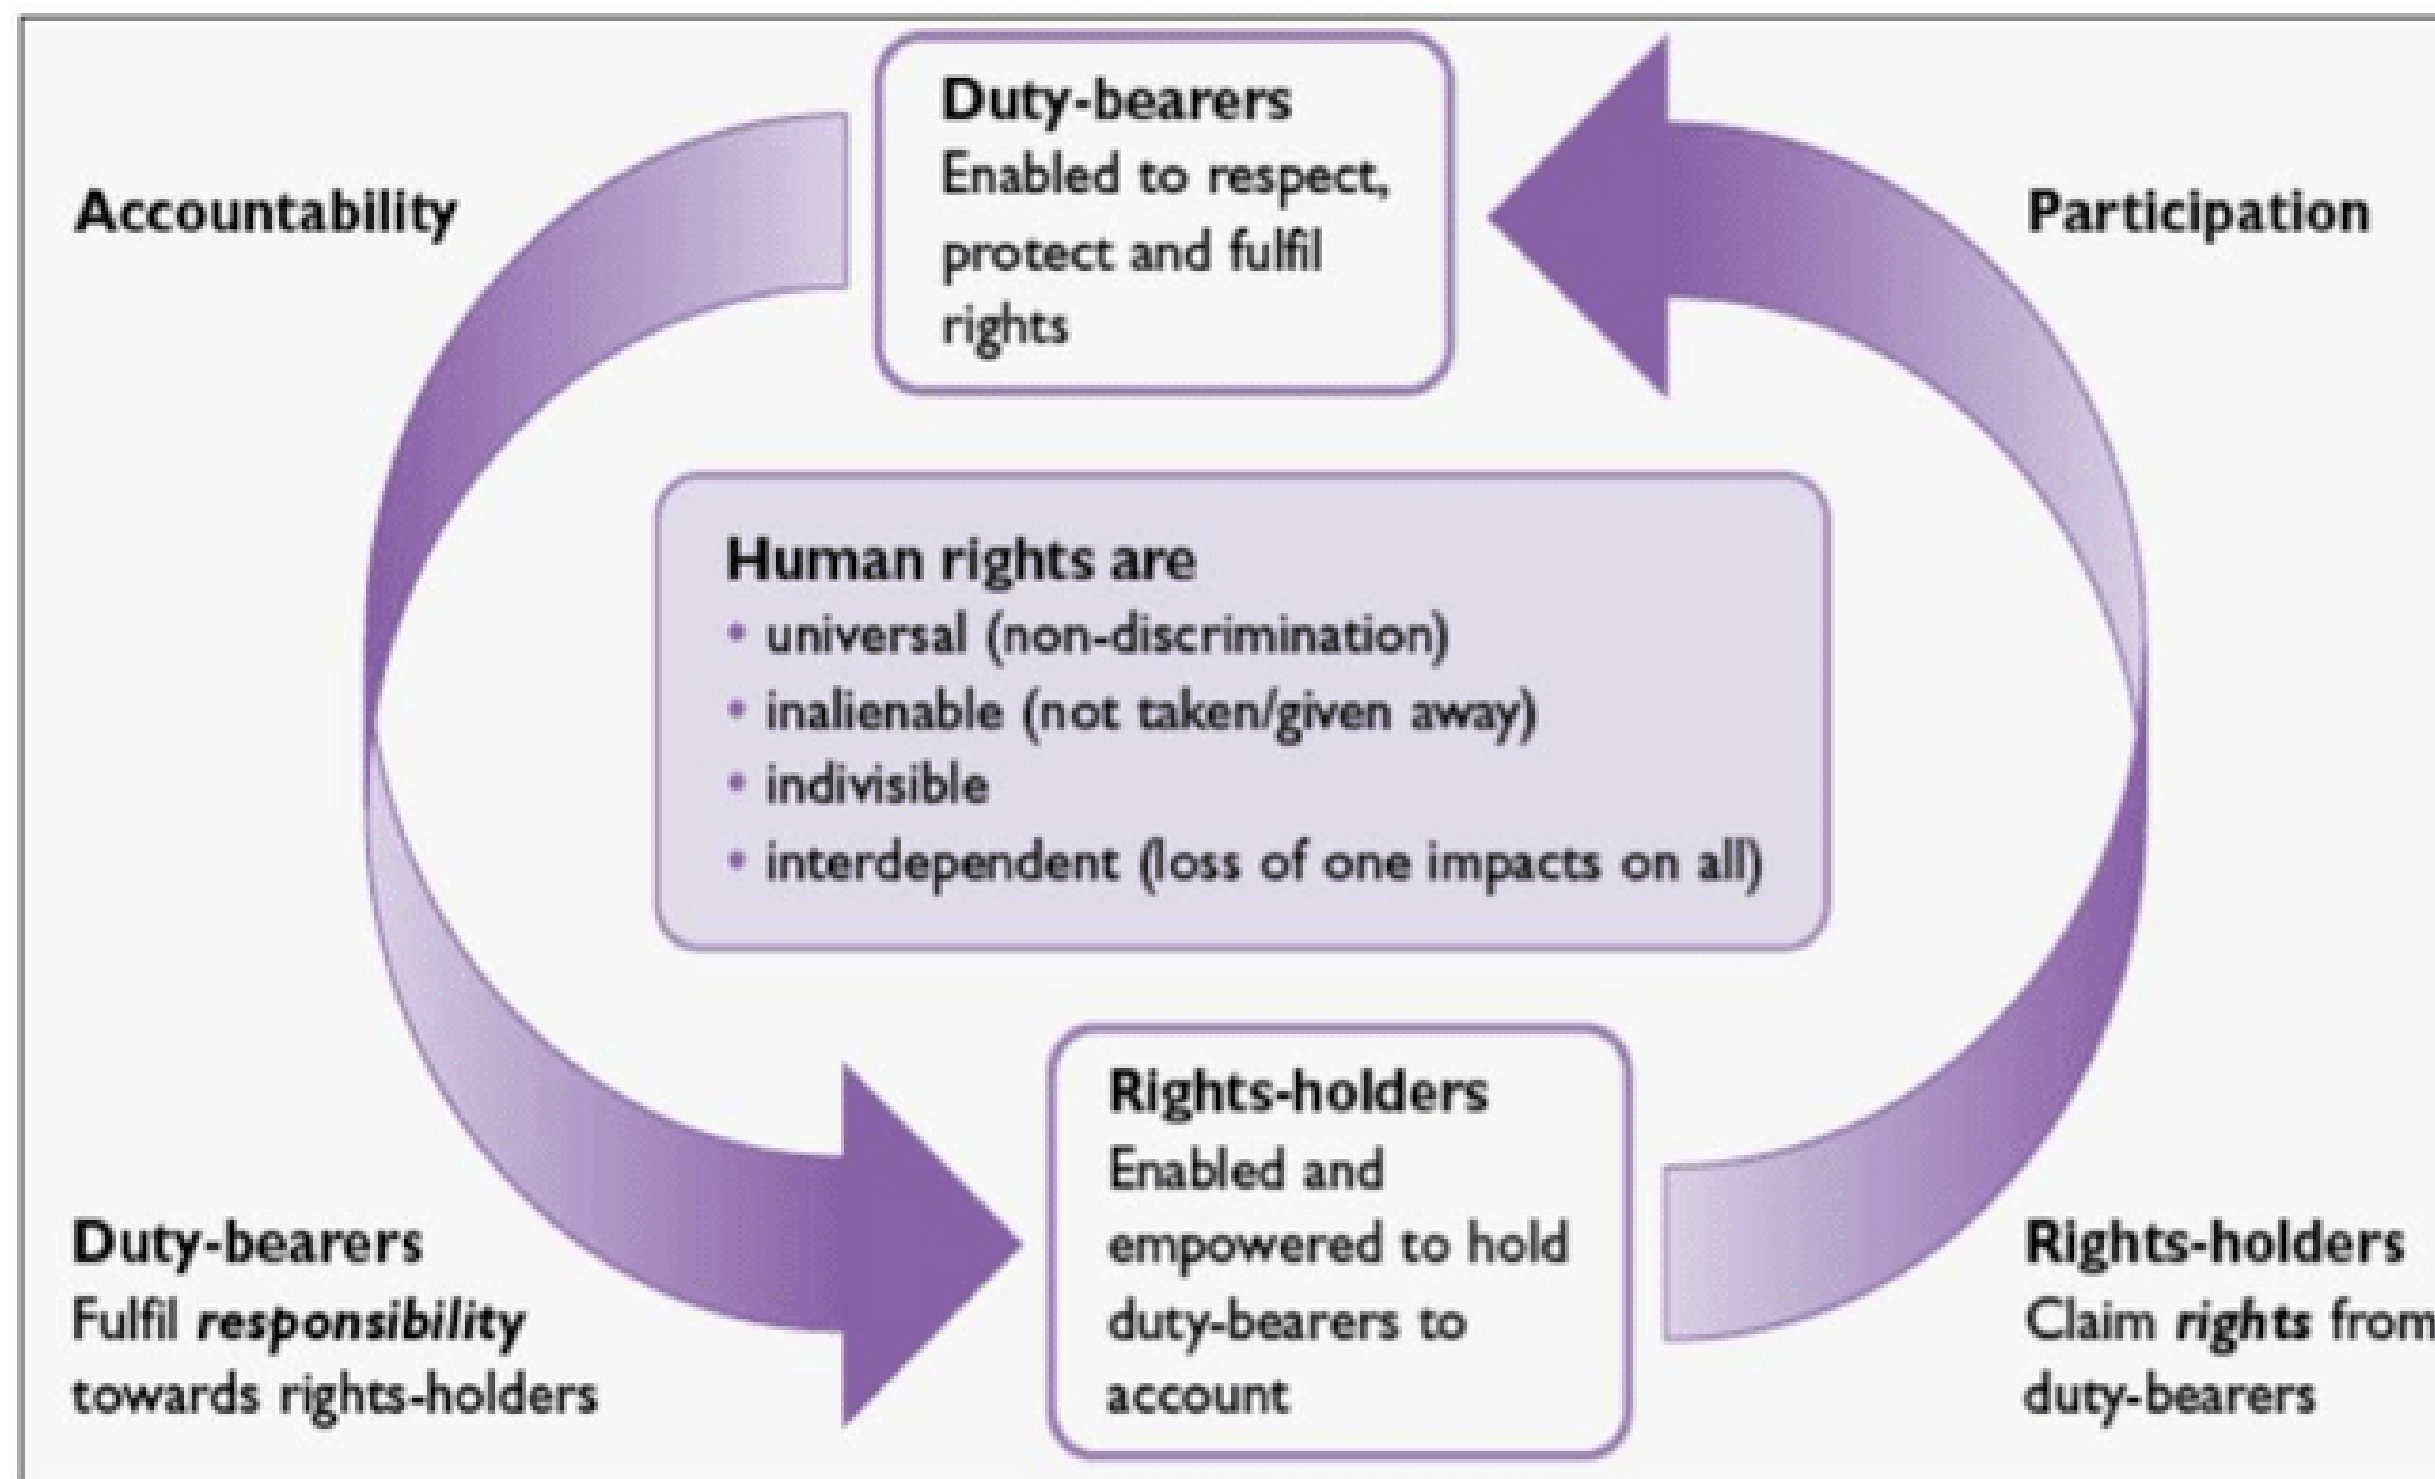 Duty-bearers
Enabled to respect,
protect and fulfil
rights
Accountability
Participation
Human rights are
• universal (non-discrimination)
• inalienable (not taken/given away)
• indivisible
• interdependent (loss of one impacts on all)
Duty-bearers
Fulfil responsibility
towards rights-holders
Rights-holders
Enabled and
empowered to hold
duty-bearers to
account
Rights-holders
Claim rights from
duty-bearers